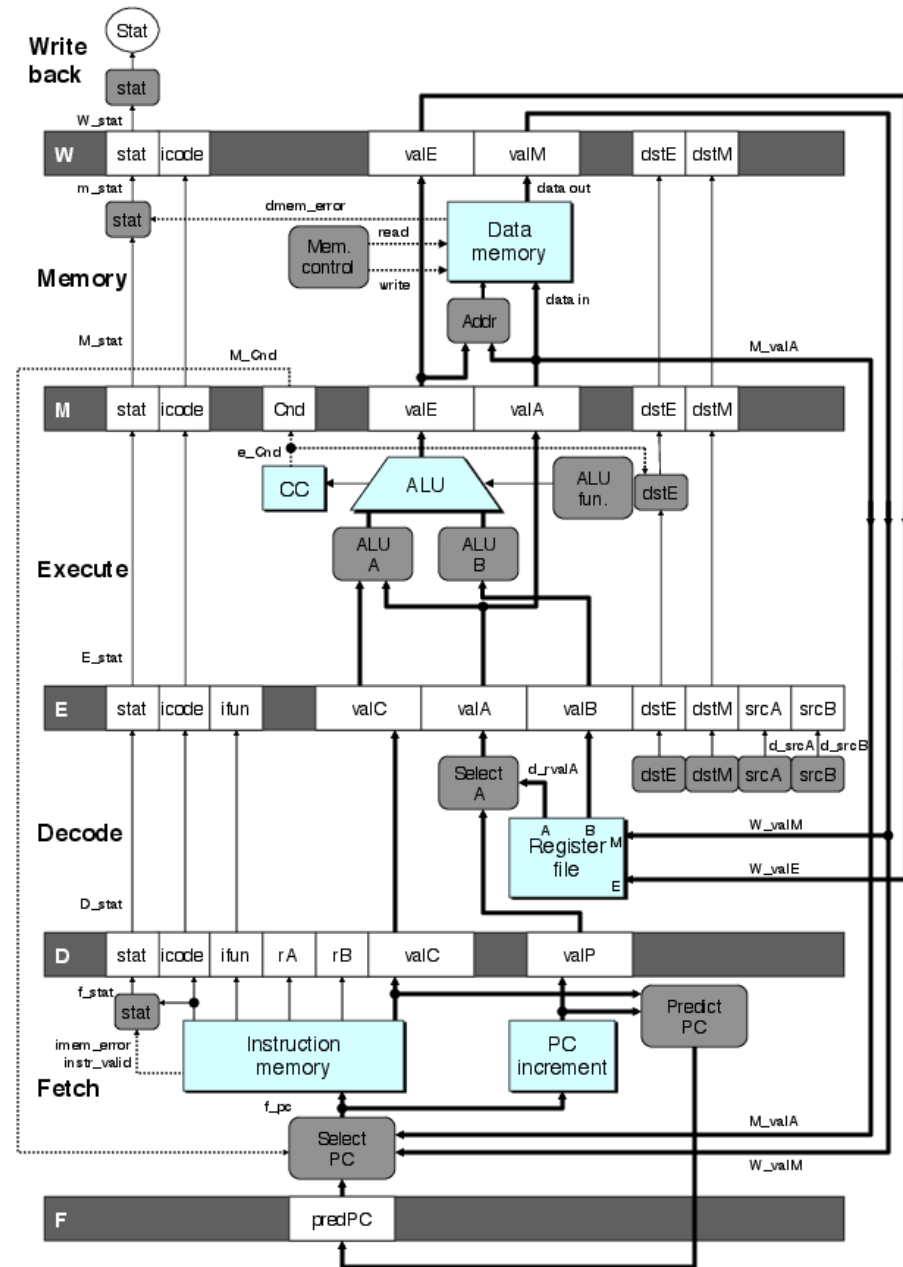 Stat
Write
back
stat
W_stat
W
stat
icode
valE
valM
dstE
dstM
m_stat
data out
dmem_error
stat
read
Mem.
control
Data
memory
write
Memory
data in
Addr
M_stat
M_Cnd
M_valA
M
stat
icode
Cnd
valE
valA
dstE
dstM
e_Cnd
CC
ALU
ALU
fun.
dstE
ALU
A
ALU
B
Execute
E_stat
E
stat
icode
ifun
valC
valA
valB
dstE
dstM
srcA
srcB
d_srcA
d_srcB
Select
A
d_rvalA
dstE
dstM
srcA
srcB
Decode
A
B
M
Register
file
E
W_valM
W_valE
D_stat
D
stat
icode
ifun
rA
rB
valC
valP
f_stat
stat
Predict
PC
imem_error
instr_valid
Instruction
memory
PC
increment
Fetch
f_pc
Select
PC
M_valA
W_valM
F
predPC